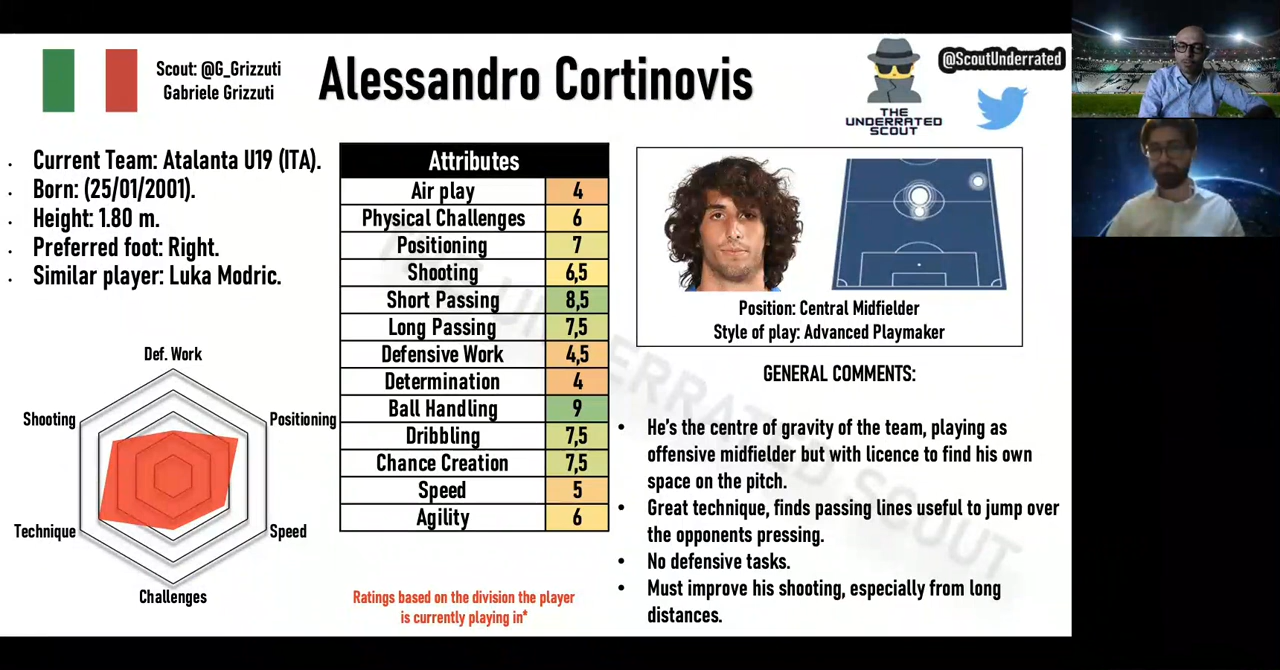 Scout: @G_Grizzuti
Gabriele Grizzuti
Alessandro Cortinovis
THE
UNDERRATED
SCOUT
@ScoutUnderrated
· Current Team: Atalanta U19 (ITA).
· Born: (25/01/2001).
· Height: 1.80 m.
· Preferred foot: Right.
· Similar player: Luka Modric.
Def. Work
Shooting
Positioning
Technique
Speed
Challenges
Attributes
Air play 4
Physical Challenges 6
Positioning 7
Shooting 6,5
Short Passing 8,5
Long Passing 7,5
Defensive Work 4,5
Determination 4
Ball Handling 9
Dribbling 7,5
Chance Creation 7,5
Speed 5
Agility 6
Ratings based on the division the player
is currently playing in*
Position: Central Midfielder
Style of play: Advanced Playmaker
GENERAL COMMENTS:
• He's the centre of gravity of the team, playing as
offensive midfielder but with licence to find his own
space on the pitch.
• Great technique, finds passing lines useful to jump over
the opponents pressing.
• No defensive tasks.
• Must improve his shooting, especially from long
distances.
THE UNDERRATED SCOUT